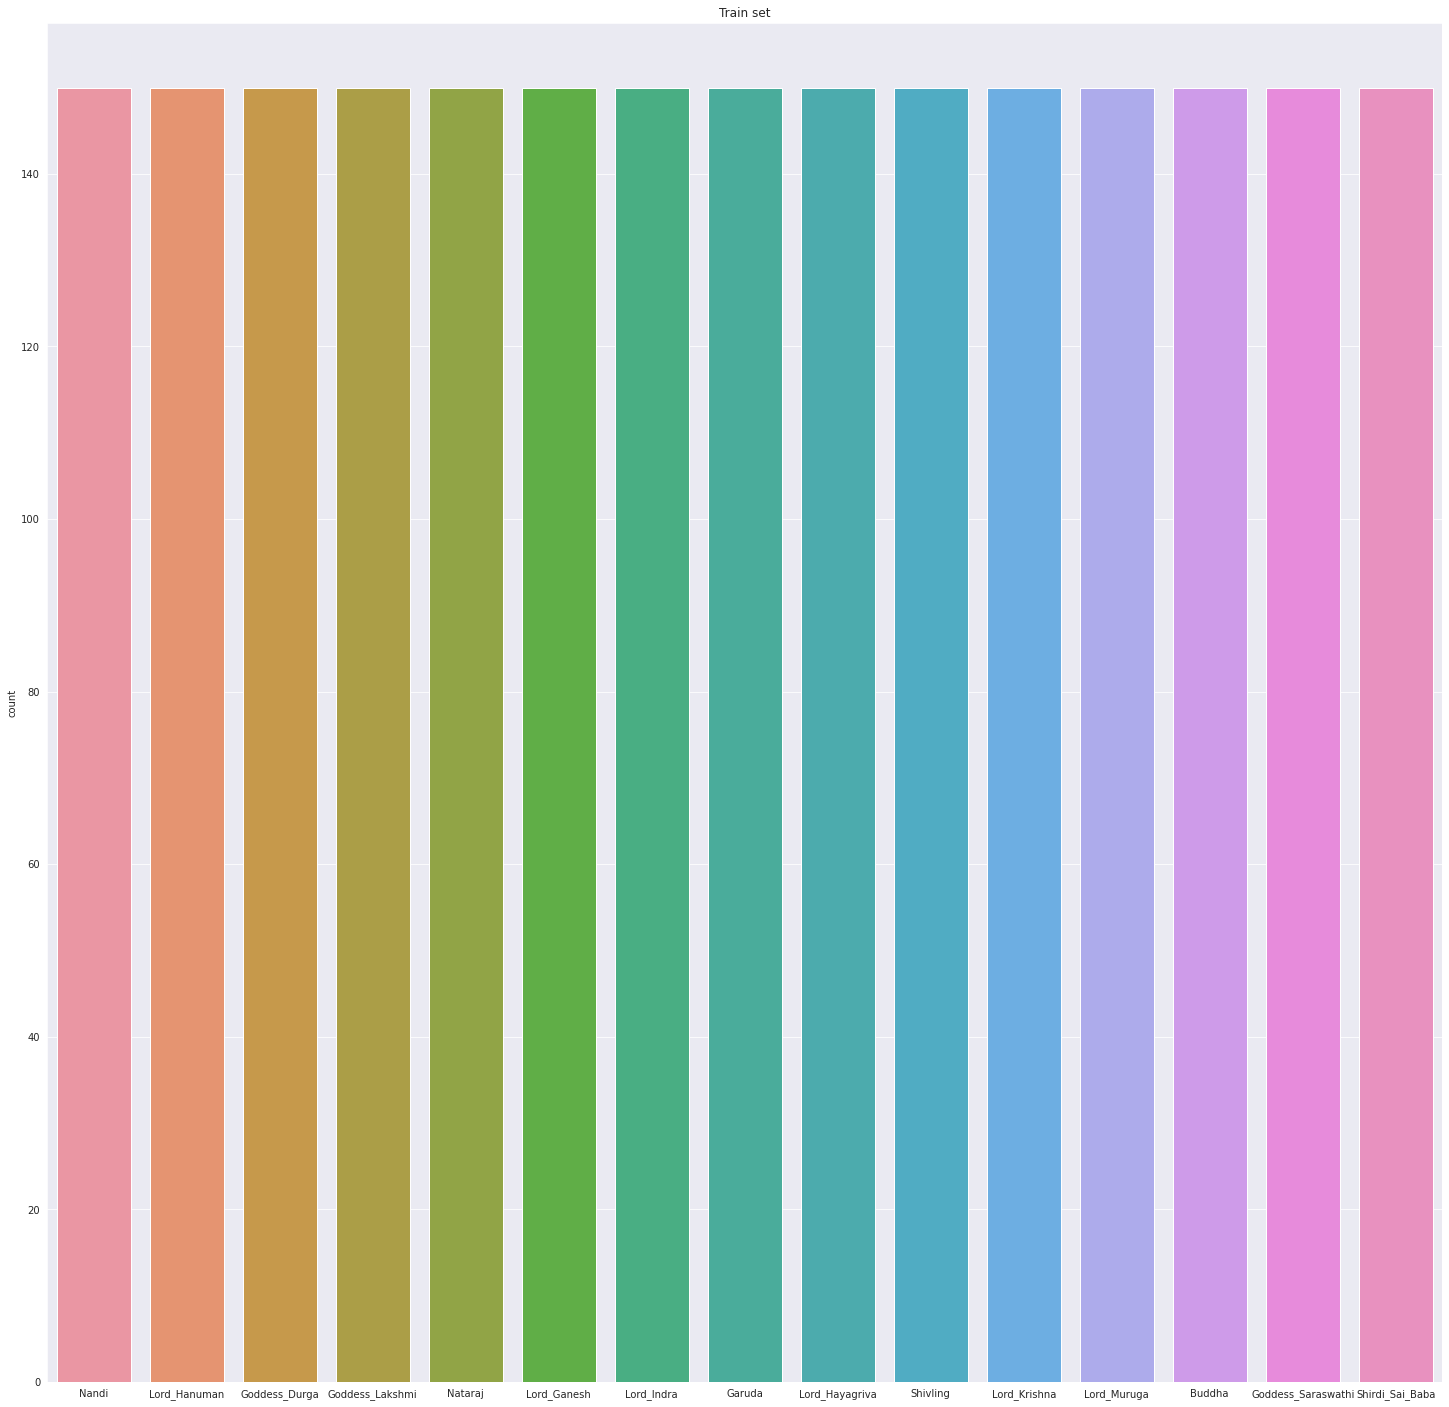 Train set
140
120
100
80
60
40
20
0
count
Nandi Lord_Hanuman Goddess_Durga Goddess_Lakshmi Nataraj Lord_Ganesh Lord_Indra Garuda Lord_Hayagriva Shivling Lord_Krishna Lord_Muruga Buddha Goddess_Saraswathi Shirdi_Sai_Baba